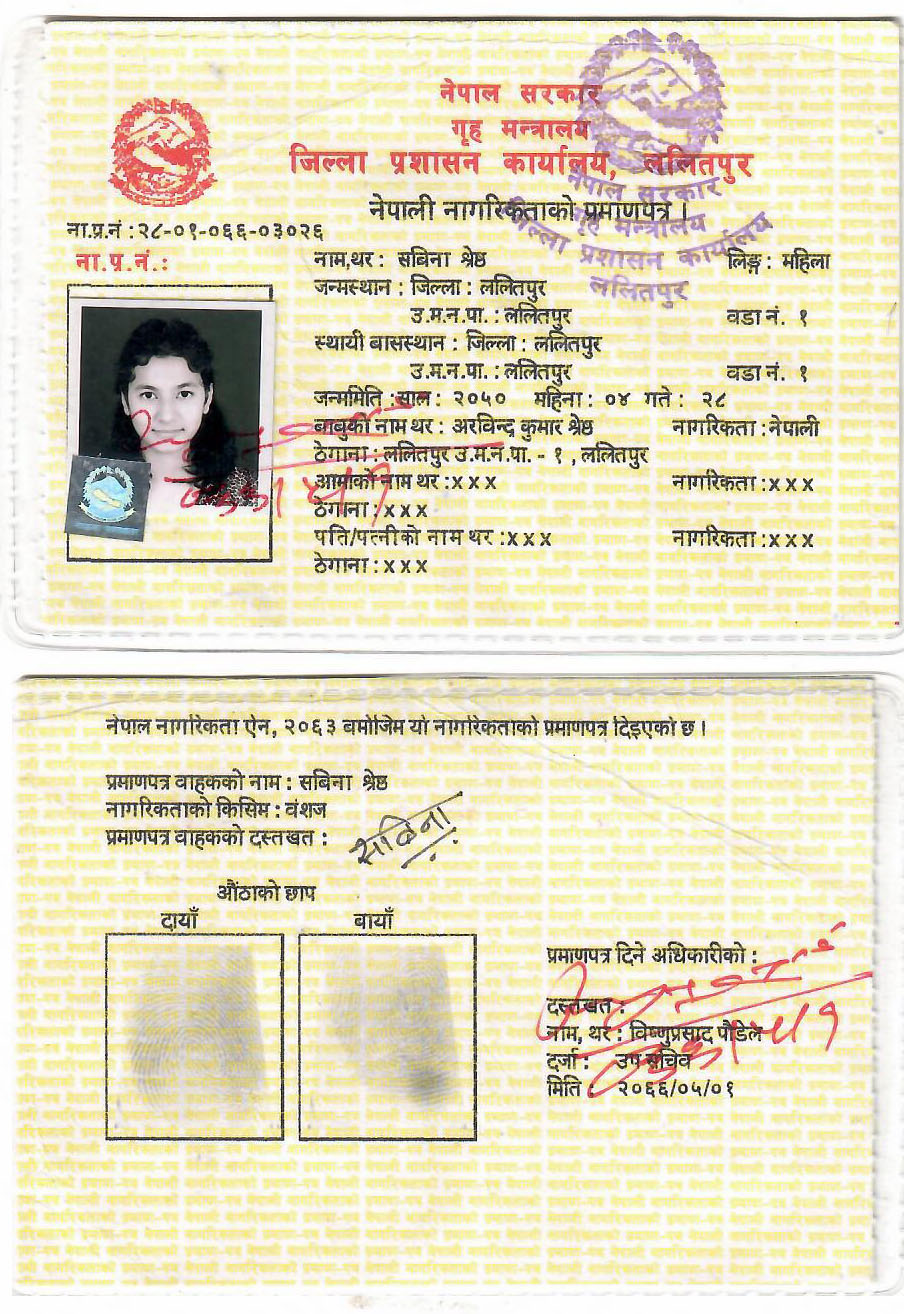 नेपाल सरकार
गृह मन्त्रालय
जिल्ला प्रशासन कार्यालय, ललितपुर
नेपाली नागरिकताको प्रमाणपत्र ।
नेपाल सरकार
गृह मन्त्रालय
जिल्ला प्रशासन कार्यालय
ललितपुर
ना.प्र.नं :२८-०१-०६६-०३०२६
ना.प्र.नं.:
नाम,थर : सबिना श्रेष्ठ लिङ्ग : महिला
जन्मस्थान : जिल्ला : ललितपुर
उ.म.न.पा. : ललितपुर वडा नं. १
स्थायी बासस्थान : जिल्ला : ललितपुर
उ.म.न.पा. : ललितपुर वडा नं. १
जन्ममिति : साल : २०५० महिना : ०४ गते : २८
बाबुको नाम थर : अरविन्द्र कुमार श्रेष्ठ नागरिकता : नेपाली
ठेगाना : ललितपुर उ.म.न.पा. - १ , ललितपुर
आमाको नाम थर : x x x नागरिकता : x x x
ठेगाना : x x x
पति/पत्नीको नाम थर : x x x नागरिकता : x x x
ठेगाना : x x x
नेपाल नागरिकता ऐन, २०६३ बमोजिम यो नागरिकताको प्रमाणपत्र दिइएको छ ।
प्रमाणपत्र वाहकको नाम : सबिना श्रेष्ठ
नागरिकताको किसिम : वंशज
प्रमाणपत्र वाहकको दस्तखत : सबिना
औंठाको छाप
दायाँ बायाँ
प्रमाणपत्र दिने अधिकारीको :
दस्तखत :
नाम, थर : विष्णुप्रसाद पौडेल
दर्जा : उप सचिव
मिति : २०६६/०५/०१